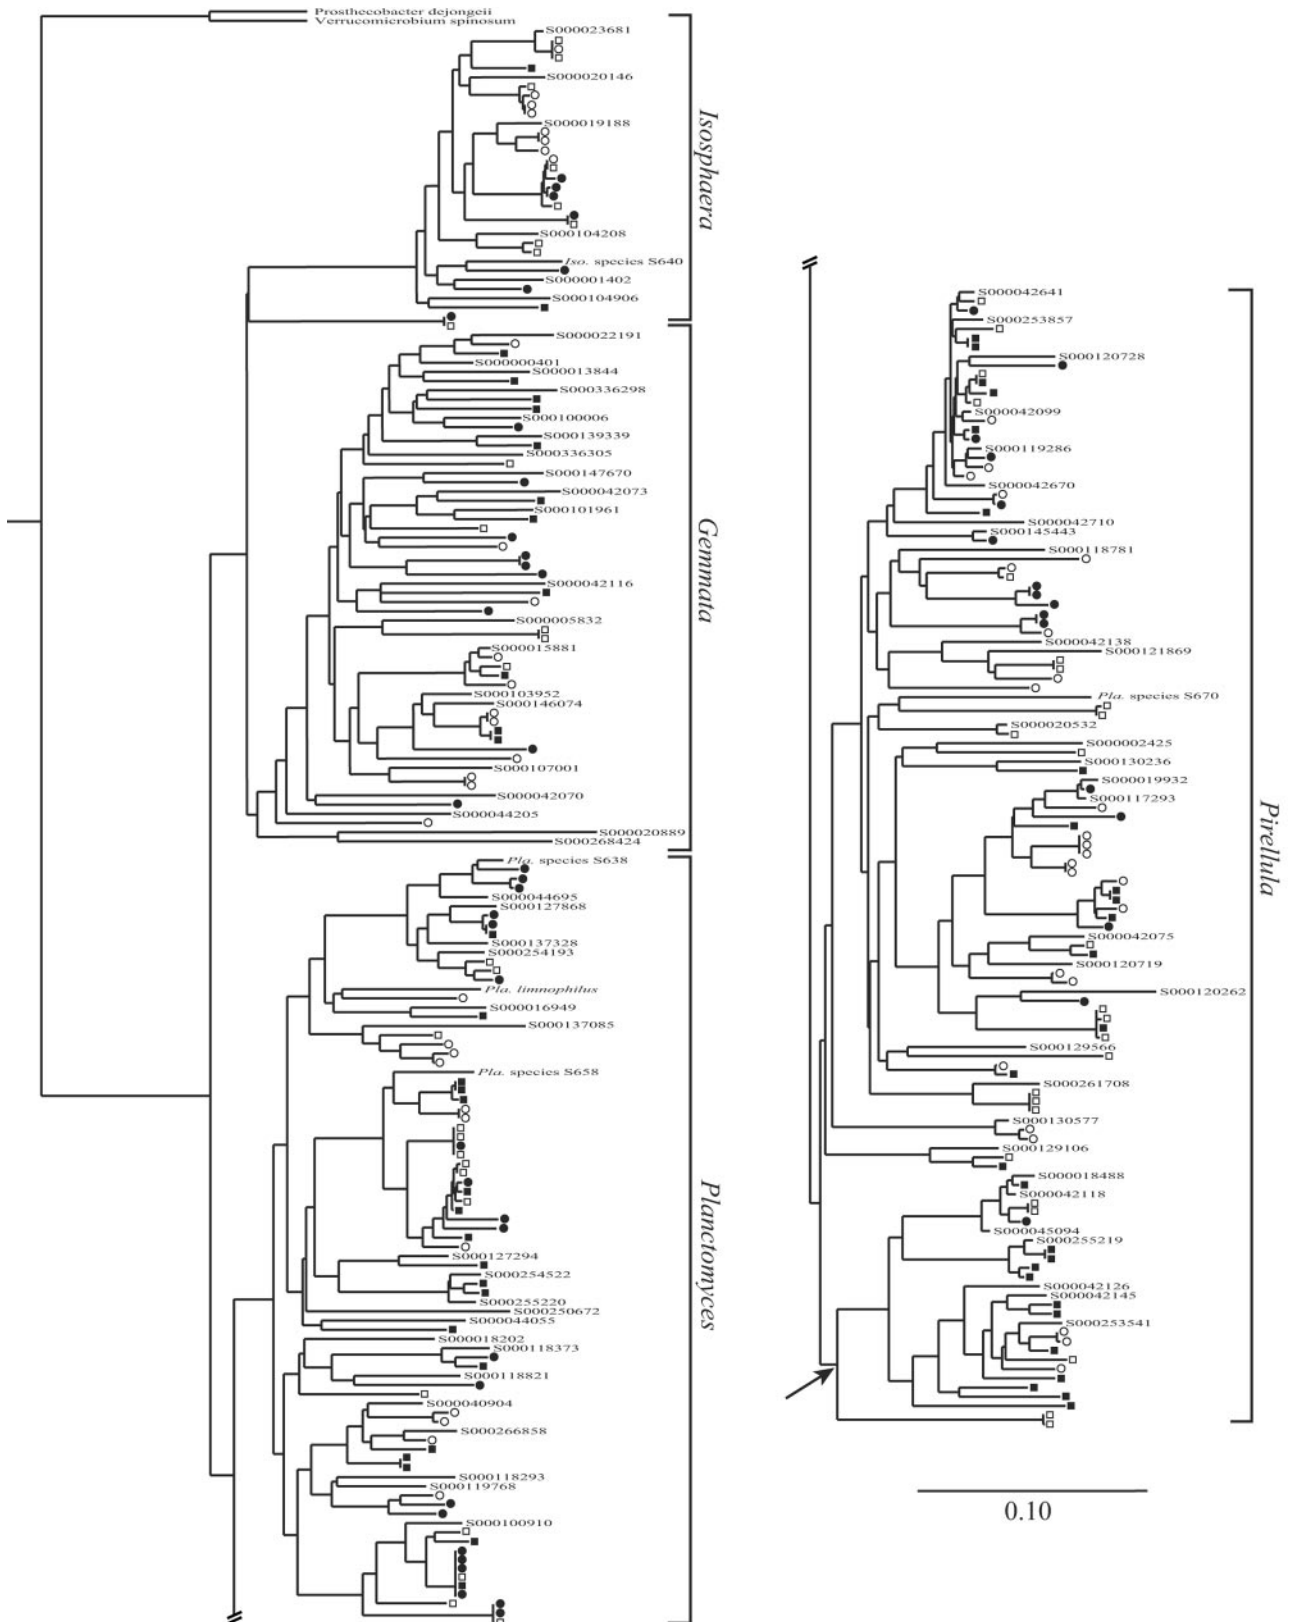 Prosthecobacter dejongeii
Verrucomicrobium spinosum
S000023681
S000020146
S000019188
S000104208
Iso. species S640
S000001402
S000104906
Isosphaera
S000022191
S000000401
S000013844
S000336298
S000100006
S000139339
S000336305
S000147670
S000042073
S000101961
S000042116
S000005832
S000015881
S000103952
S000146074
S000107001
S000042070
S000044205
S000020889
S000268424
Gemmata
Pla. species S638
S000044695
S000127868
S000137328
S000254193
Pla. limnophilus
S000016949
S000137085
Pla. species S658
S000127294
S000254522
S000255220
S000250672
S000044055
S000018202
S000118373
S000118821
S000040904
S000266858
S000118293
S000119768
S000100910
Planctomyces
S000042641
S000253857
S000120728
S000042099
S000119286
S000042670
S000042710
S000145443
S000118781
S000042138
S000121869
Pla. species S670
S000020532
S000002425
S000130236
S000019932
S000117293
S000042075
S000120719
S000120262
S000129566
S000261708
S000130577
S000129106
S000018488
S000042118
S000045094
S000255219
S000042126
S000042145
S000253541
Pirellula
0.10